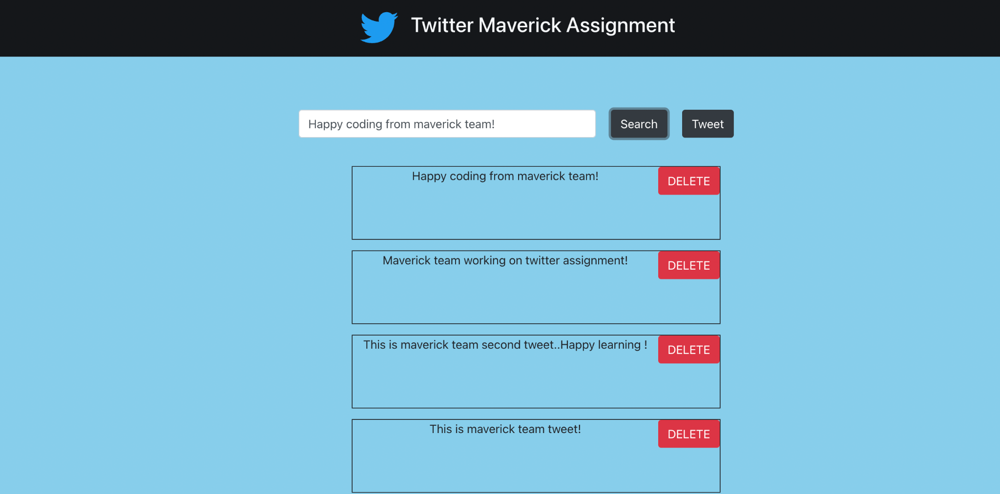 Twitter Maverick Assignment
Happy coding from maverick team!
Search
Tweet
Happy coding from maverick team!
DELETE
Maverick team working on twitter assignment!
DELETE
This is maverick team second tweet..Happy learning !
DELETE
This is maverick team tweet!
DELETE